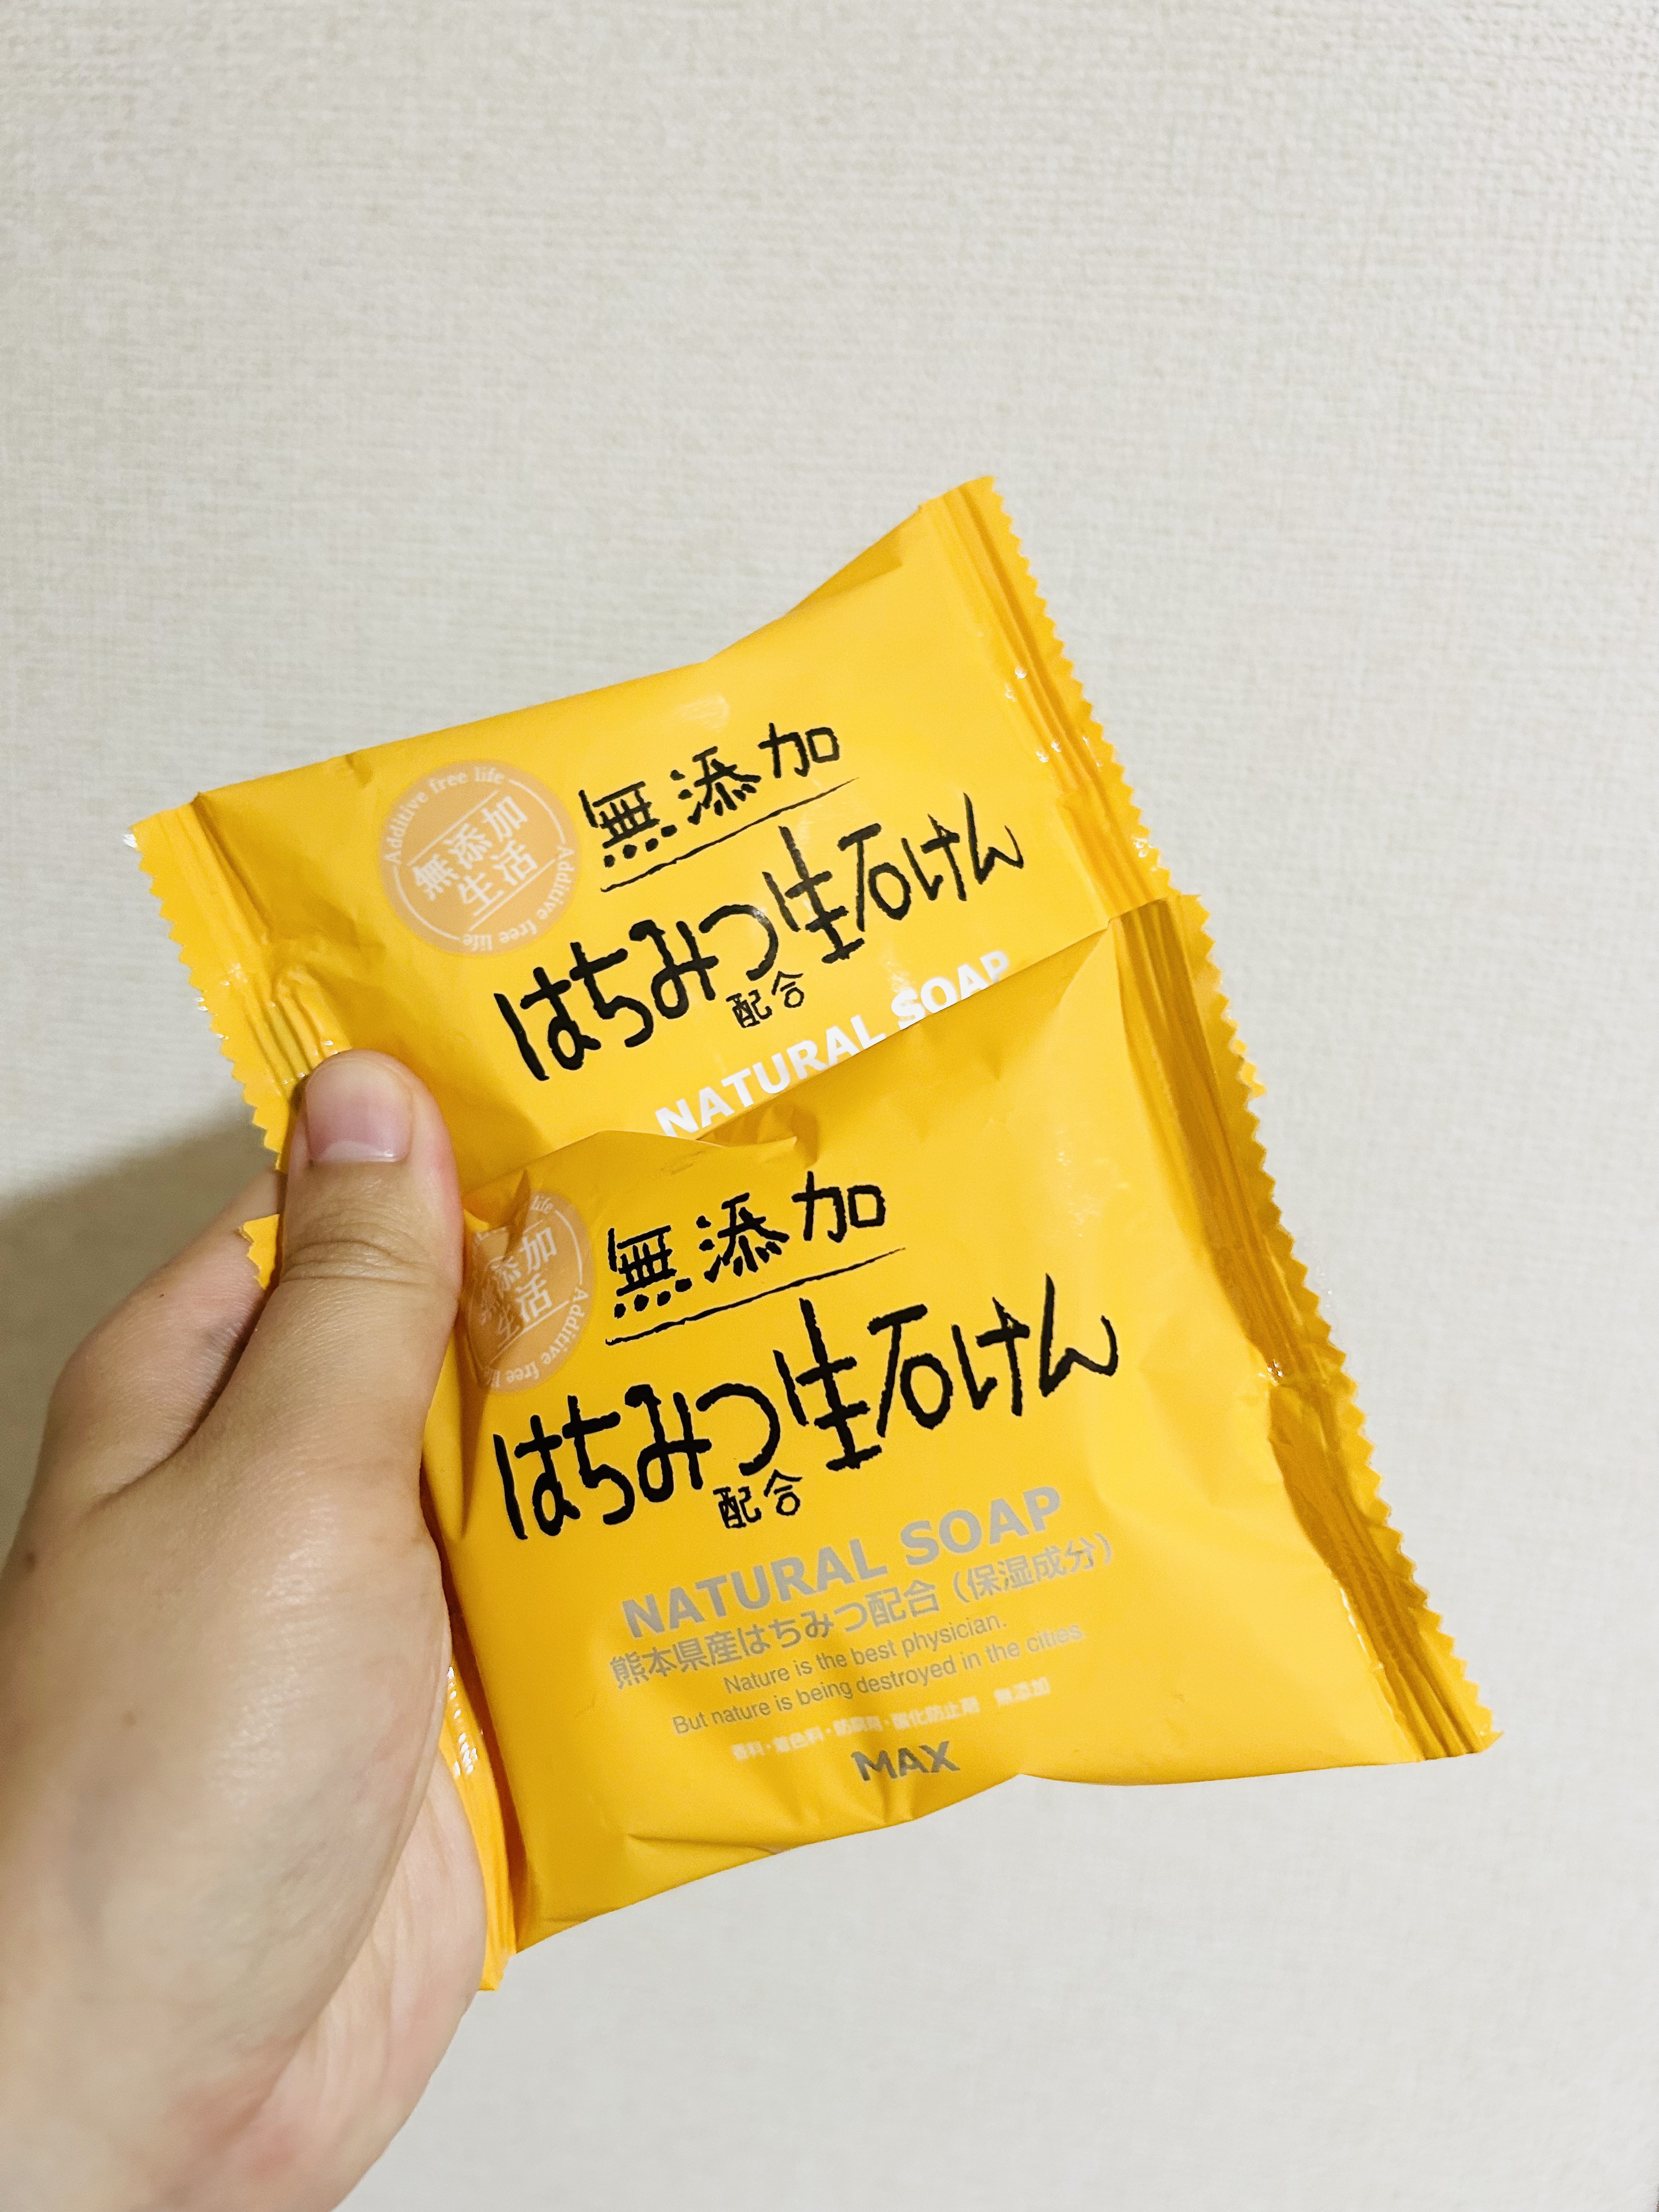 Additive free life
無添加
生活
Additive free life
無添加
はちみつ生石けん
配合
NATURAL SOAP
life
添加
生活
Additive free
無添加
はちみつ生石けん
配合
NATURAL SOAP
熊本県産はちみつ配合（保湿成分）
Nature is the best physician.
But nature is being destroyed in the cities.
香料・着色料・防腐剤・酸化防止剤　無添加
MAX